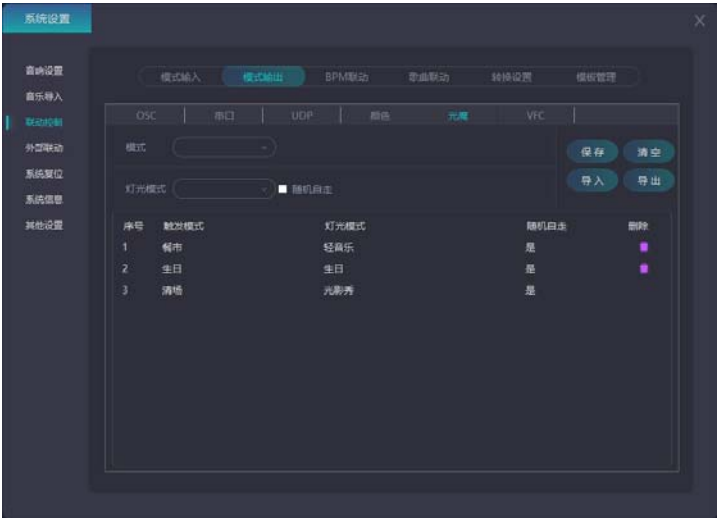 系统设置
X
音响设置
音乐导入
联动控制
外部联动
系统复位
系统信息
其他设置
模式输入 模式输出 BPM联动 歌曲联动 转换设置 模板管理
OSC 串口 UDP 颜色 光魔 VFC
模式
保存 清空
灯光模式 随机自走
导入 导出
序号 触发模式 灯光模式 随机自走 删除
1 餐市 轻音乐 是
2 生日 生日 是
3 清场 光影秀 是